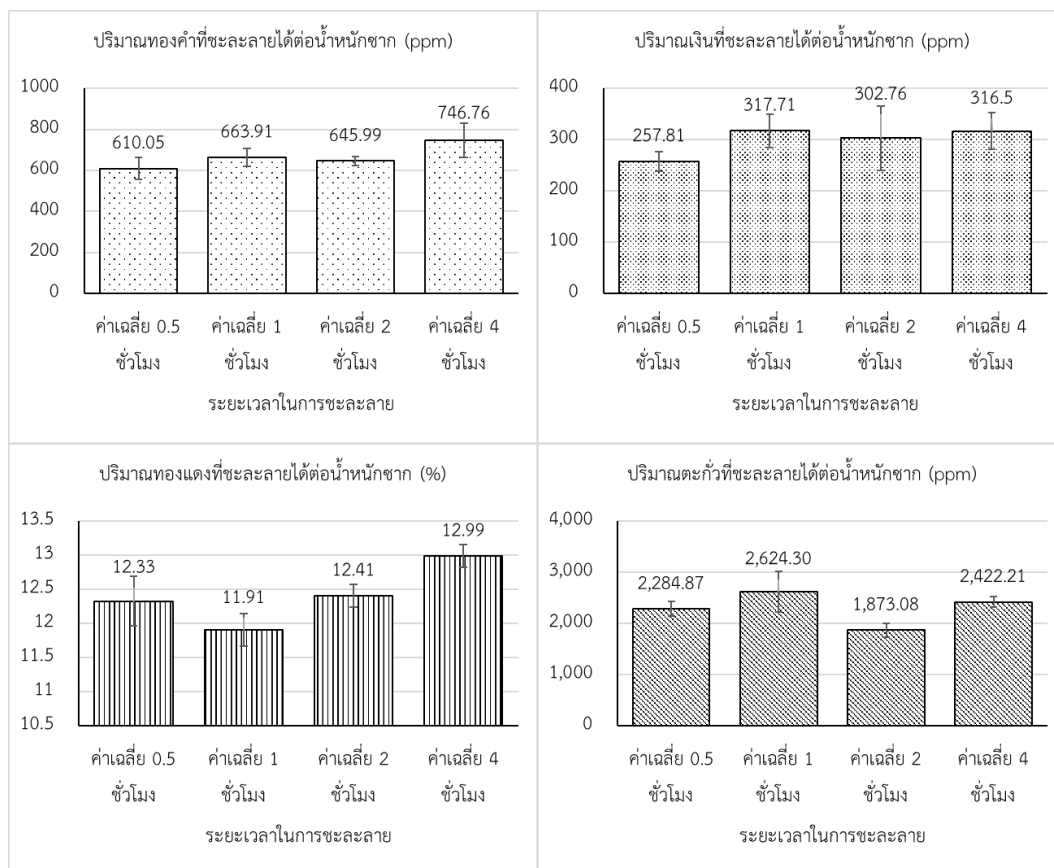 ปริมาณทองคำที่ชะละลายได้ต่อน้ำหนักซาก (ppm)
1000
800
600
400
200
0
610.05
663.91
645.99
746.76
ค่าเฉลี่ย 0.5 ชั่วโมง
ค่าเฉลี่ย 1 ชั่วโมง
ค่าเฉลี่ย 2 ชั่วโมง
ค่าเฉลี่ย 4 ชั่วโมง
ระยะเวลาในการชะละลาย
ปริมาณเงินที่ชะละลายได้ต่อน้ำหนักซาก (ppm)
400
300
200
100
0
257.81
317.71
302.76
316.5
ค่าเฉลี่ย 0.5 ชั่วโมง
ค่าเฉลี่ย 1 ชั่วโมง
ค่าเฉลี่ย 2 ชั่วโมง
ค่าเฉลี่ย 4 ชั่วโมง
ระยะเวลาในการชะละลาย
ปริมาณทองแดงที่ชะละลายได้ต่อน้ำหนักซาก (%)
13.5
13
12.5
12
11.5
11
10.5
12.33
11.91
12.41
12.99
ค่าเฉลี่ย 0.5 ชั่วโมง
ค่าเฉลี่ย 1 ชั่วโมง
ค่าเฉลี่ย 2 ชั่วโมง
ค่าเฉลี่ย 4 ชั่วโมง
ระยะเวลาในการชะละลาย
ปริมาณตะกั่วที่ชะละลายได้ต่อน้ำหนักซาก (ppm)
4,000
3,000
2,000
1,000
0
2,284.87
2,624.30
1,873.08
2,422.21
ค่าเฉลี่ย 0.5 ชั่วโมง
ค่าเฉลี่ย 1 ชั่วโมง
ค่าเฉลี่ย 2 ชั่วโมง
ค่าเฉลี่ย 4 ชั่วโมง
ระยะเวลาในการชะละลาย